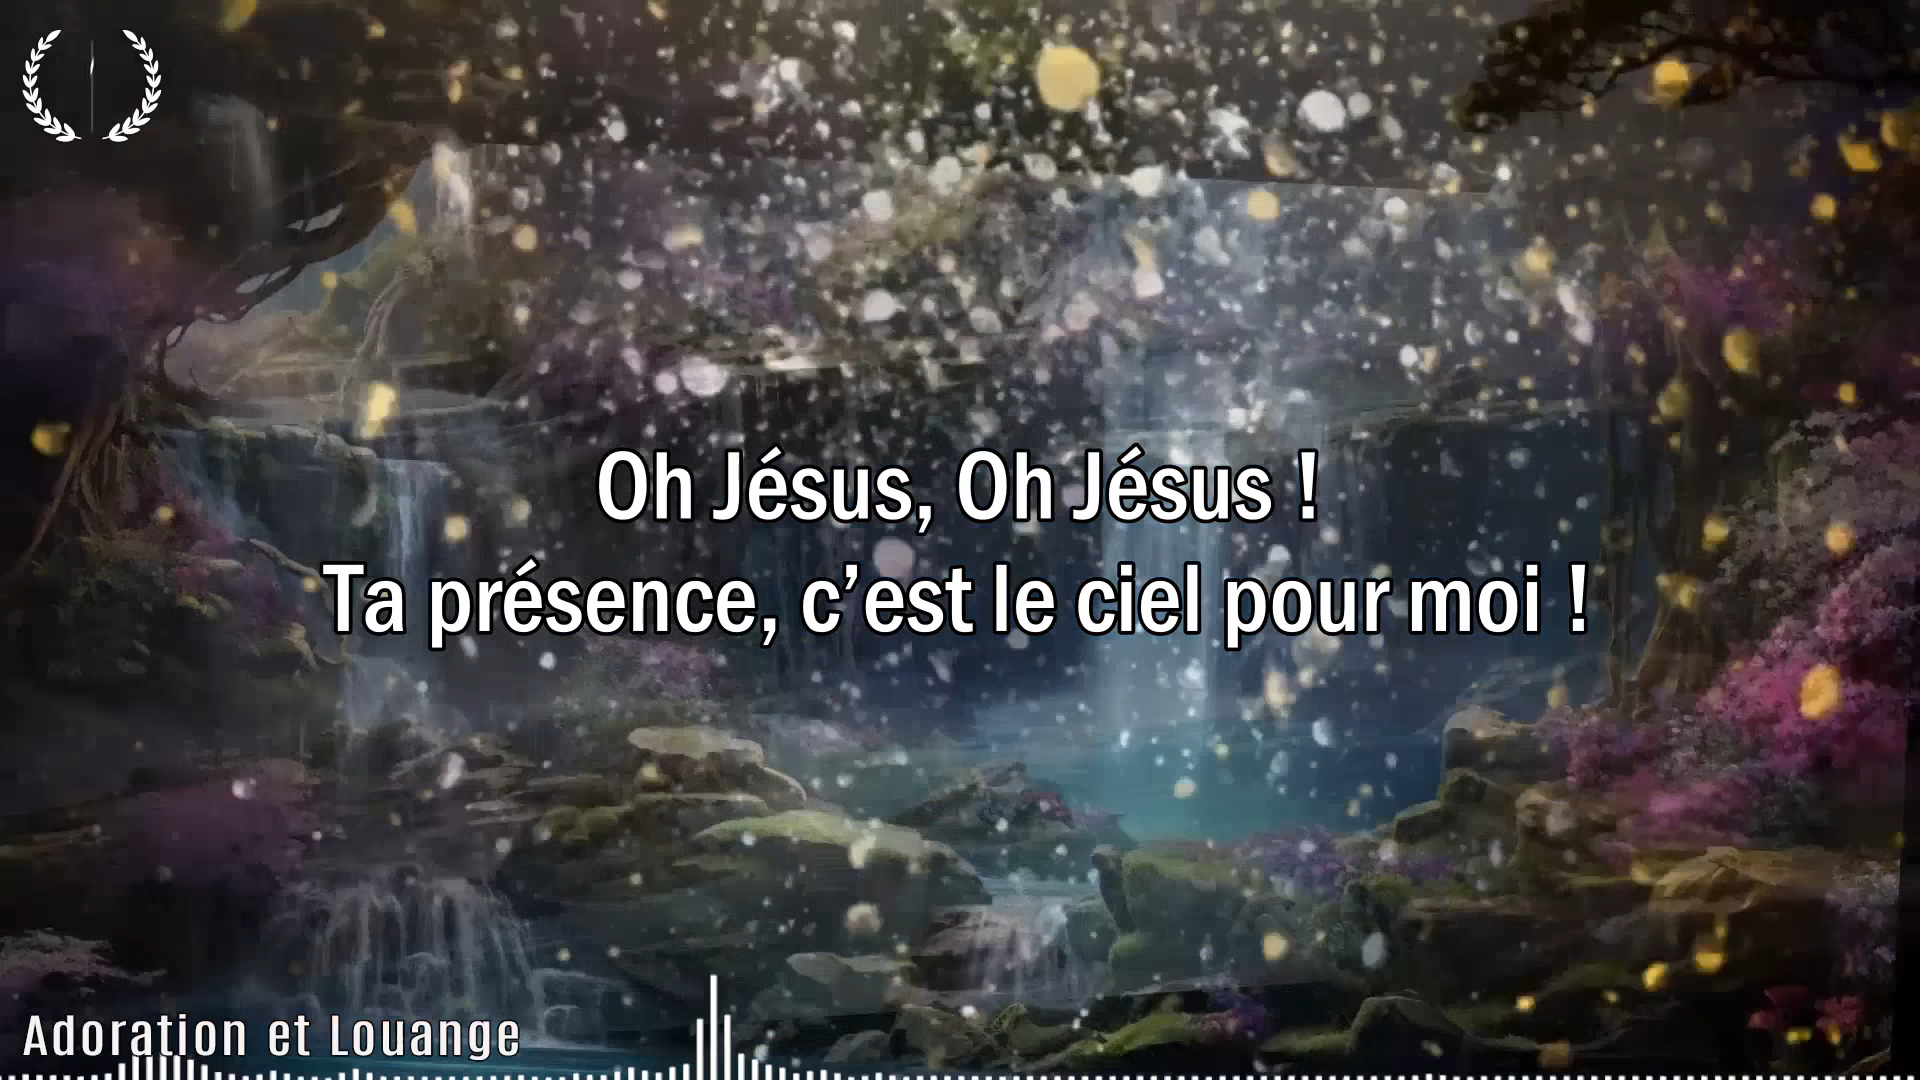 Oh Jésus, Oh Jésus !
Ta présence, c’est le ciel pour moi !
Adoration et Louange